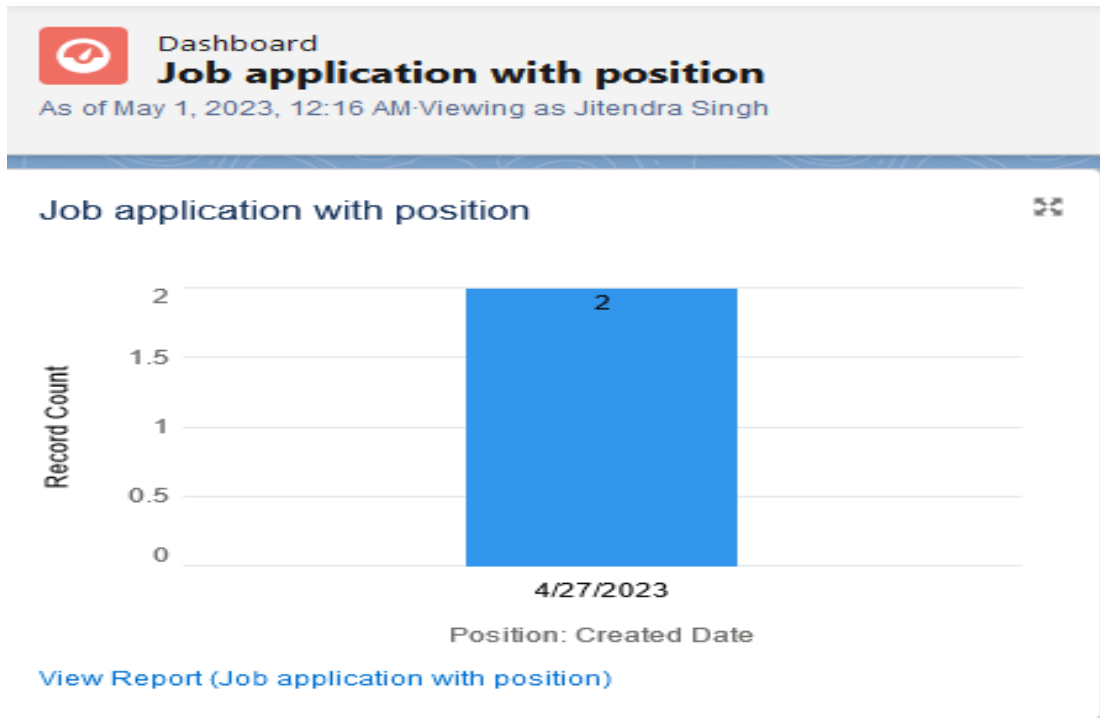 Dashboard
Job application with position
As of May 1, 2023, 12:16 AM·Viewing as Jitendra Singh
Job application with position
2
2
1.5
Record Count
1
0.5
0
4/27/2023
Position: Created Date
View Report (Job application with position)